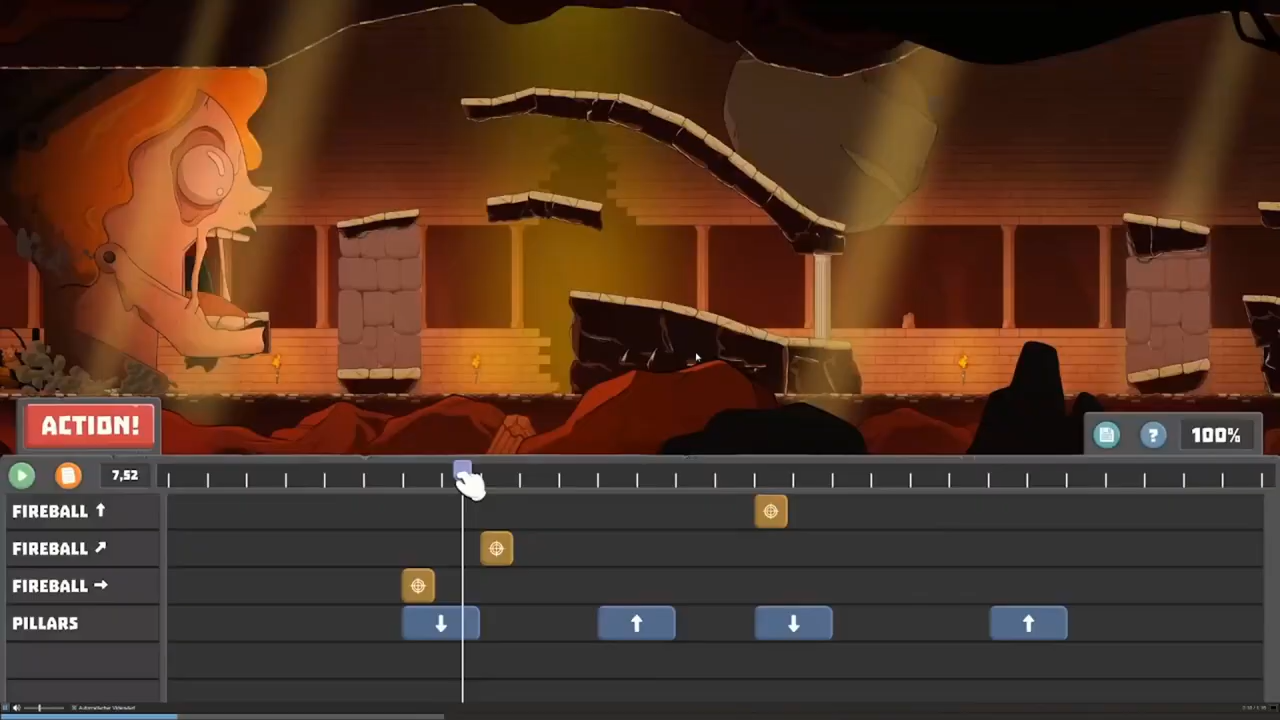 ACTION!
? 100%
7,52
FIREBALL ↑
FIREBALL ↗
FIREBALL →
PILLARS